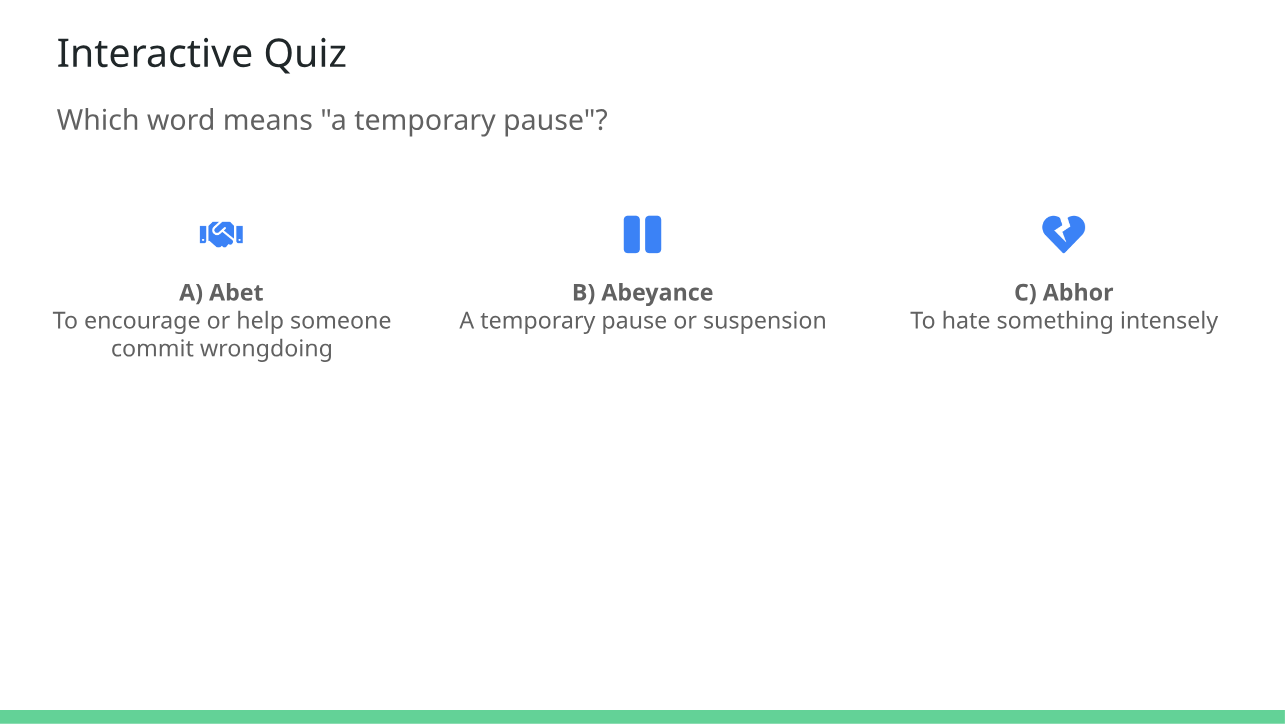 Interactive Quiz
Which word means "a temporary pause"?
A) Abet
To encourage or help someone
commit wrongdoing
B) Abeyance
A temporary pause or suspension
C) Abhor
To hate something intensely